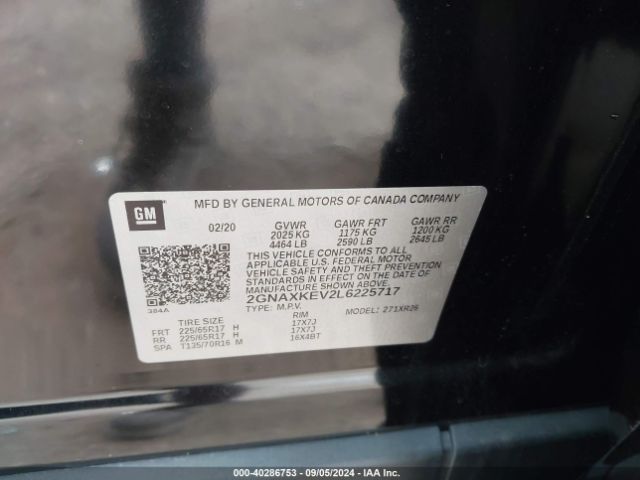 GM
MFD BY GENERAL MOTORS OF CANADA COMPANY
02/20 GVWR GAWR FRT GAWR RR
2025 KG 1175 KG 1200 KG
4464 LB 2590 LB 2645 LB
THIS VEHICLE CONFORMS TO ALL
APPLICABLE U.S. FEDERAL MOTOR
VEHICLE SAFETY AND THEFT PREVENTION
STANDARDS IN EFFECT ON THE DATE OF
MANUFACTURE SHOWN ABOVE.
2GNAXKEV2L6225717
384A TYPE: M.P.V. MODEL: 271XR26
TIRE SIZE RIM
FRT 225/65R17 H 17X7J
RR 225/65R17 H 17X7J
SPA T135/70R16 M 16X4BT
000-40286753 - 09/05/2024 - IAA Inc.